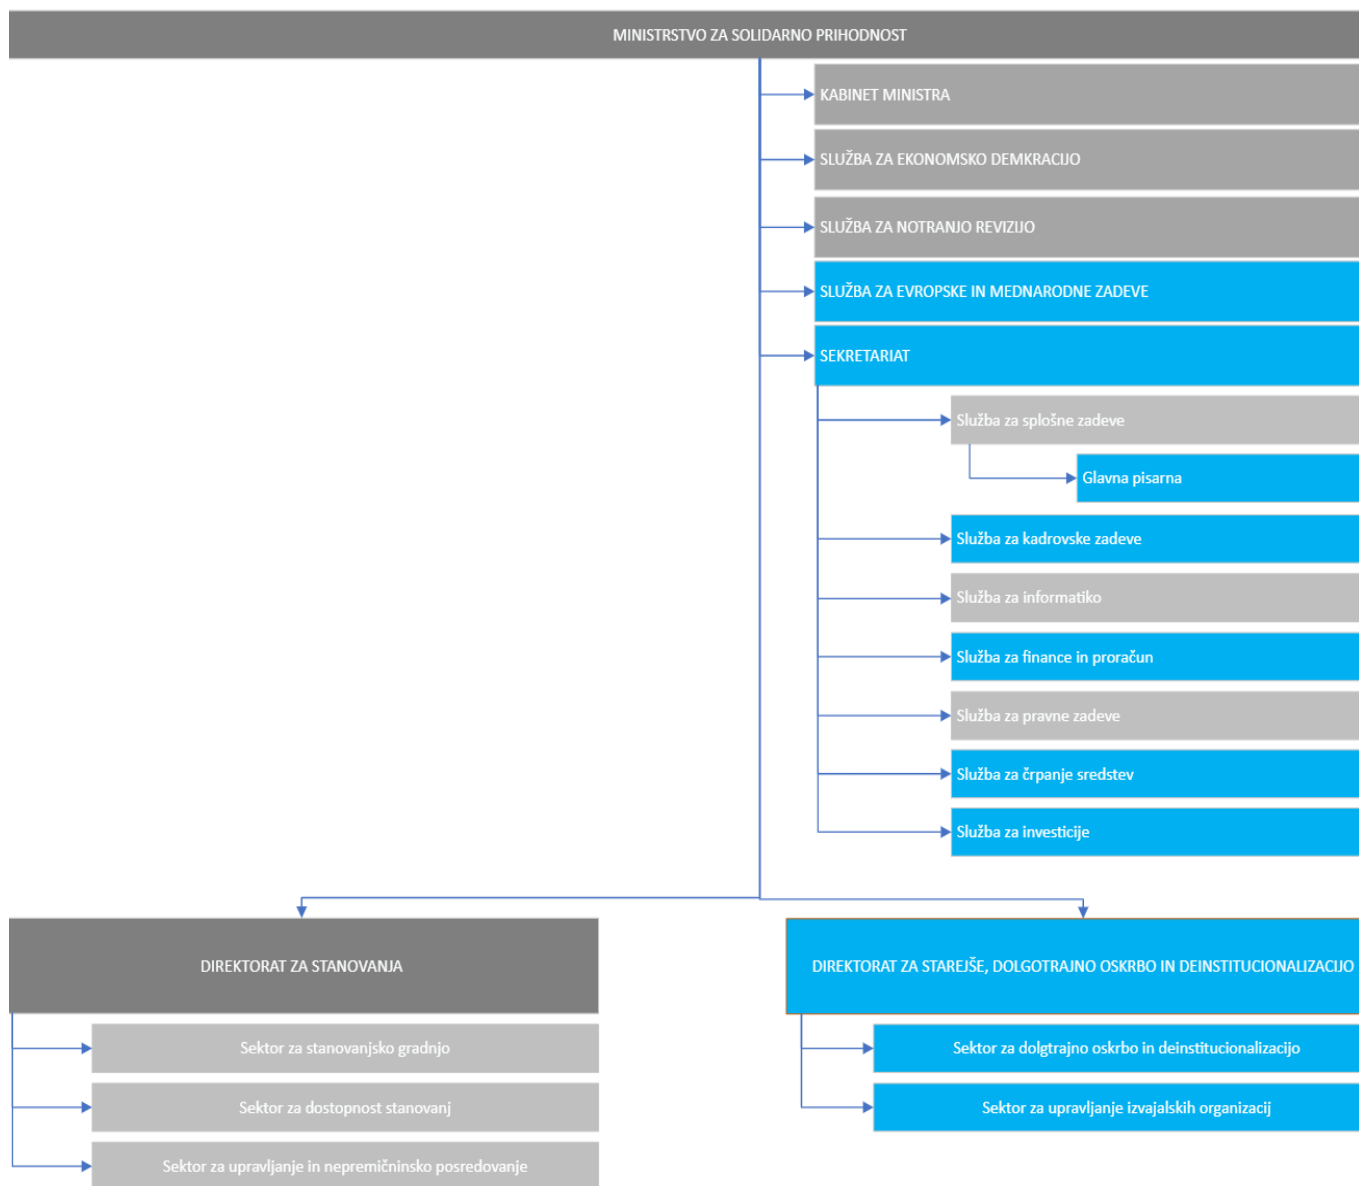 MINISTRSTVO ZA SOLIDARNO PRIHODNOST
KABINET MINISTRA
SLUŽBA ZA EKONOMSKO DEMKRACIJO
SLUŽBA ZA NOTRANJO REVIZIJO
SLUŽBA ZA EVROPSKE IN MEDNARODNE ZADEVE
SEKRETARIAT
Služba za splošne zadeve
Glavna pisarna
Služba za kadrovske zadeve
Služba za informatiko
Služba za finance in proračun
Služba za pravne zadeve
Služba za črpanje sredstev
Služba za investicije
DIREKTORAT ZA STANOVANJA
Sektor za stanovanjsko gradnjo
Sektor za dostopnost stanovanj
Sektor za upravljanje in nepremičninsko posredovanje
DIREKTORAT ZA STAREJŠE, DOLGOTRAJNO OSKRBO IN DEINSTITUCIONALIZACIJO
Sektor za dolgtrajno oskrbo in deinstitucionalizacijo
Sektor za upravljanje izvajalskih organizacij